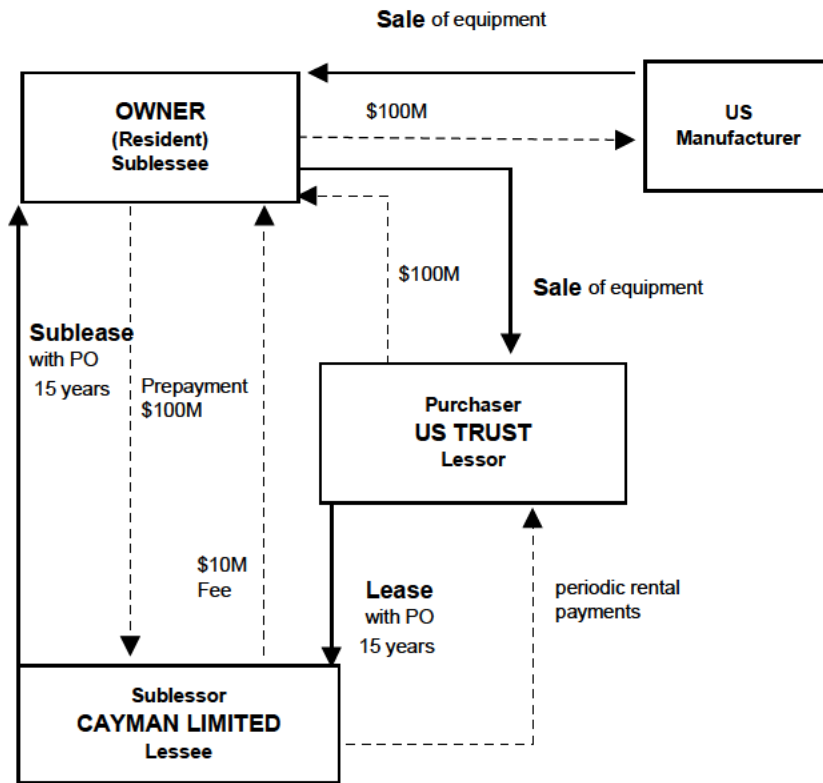 Sale of equipment
OWNER
(Resident)
Sublessee
$100M
US
Manufacturer
$100M
Sale of equipment
Sublease
with PO
15 years
Prepayment
$100M
Purchaser
US TRUST
Lessor
$10M
Fee
Lease
with PO
15 years
periodic rental
payments
Sublessor
CAYMAN LIMITED
Lessee